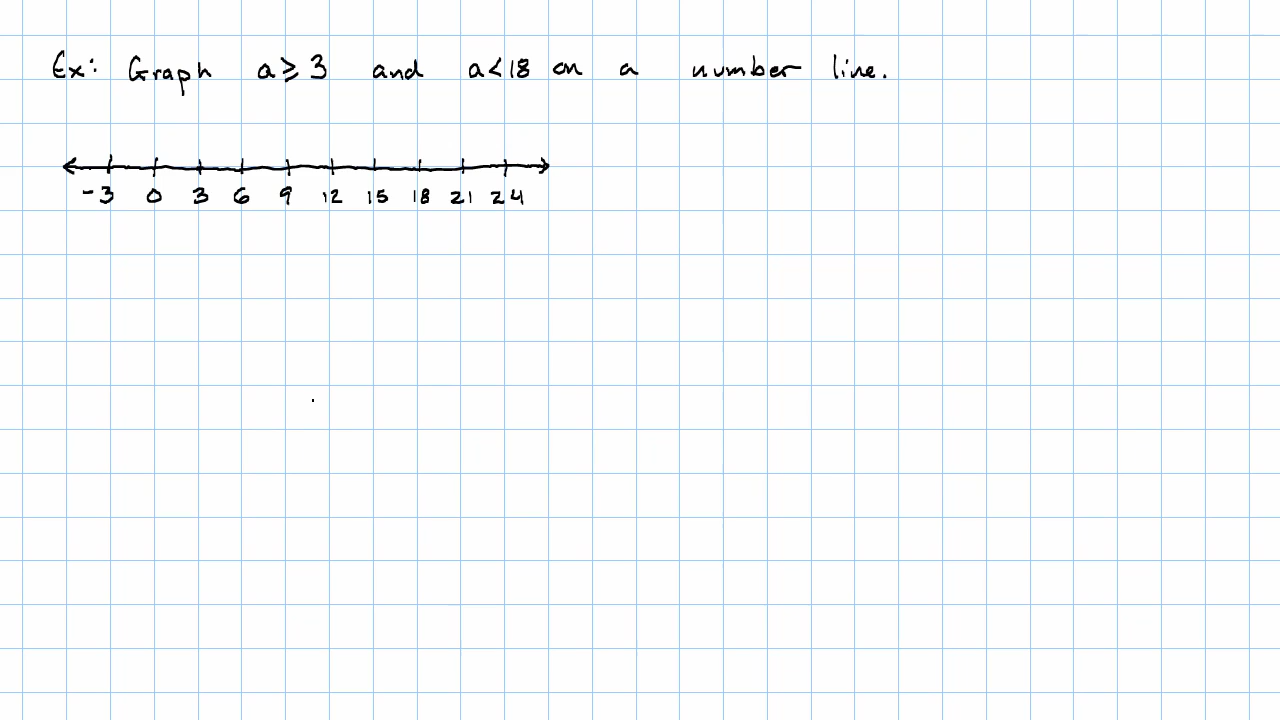 Ex: Graph a ⩾ 3 and a < 18 on a number line.
-3 0 3 6 9 12 15 18 21 24